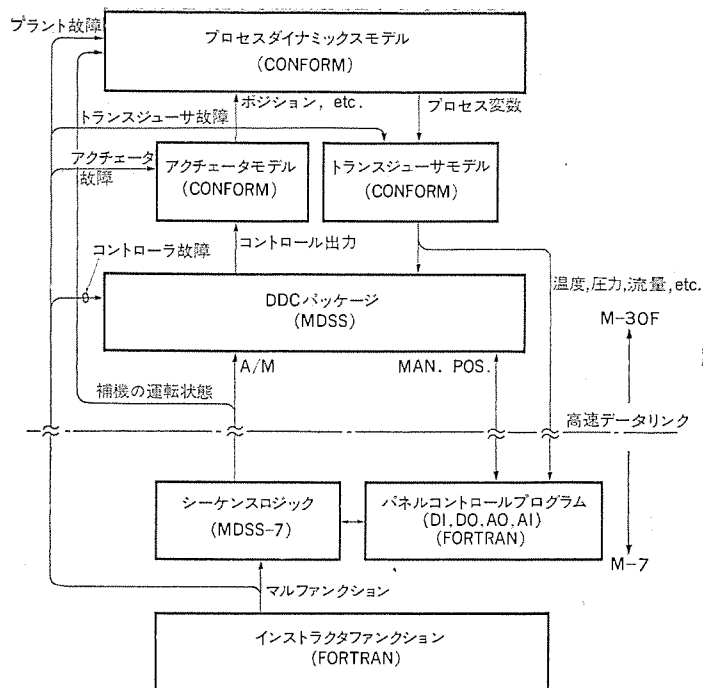 プラント故障
プロセスダイナミックスモデル
(CONFORM)
ポジション, etc.
プロセス変数
トランスジューサ故障
アクチェータ
故障
アクチェータモデル
(CONFORM)
トランスジューサモデル
(CONFORM)
コントローラ故障
コントロール出力
温度,圧力,流量,etc.
DDCパッケージ
(MDSS)
M-30F
A/M
MAN. POS.
補機の運転状態
高速データリンク
シーケンスロジック
(MDSS-7)
パネルコントロールプログラム
(DI,DO,AO,AI)
(FORTRAN)
M-7
マルファンクション
インストラクタファンクション
(FORTRAN)